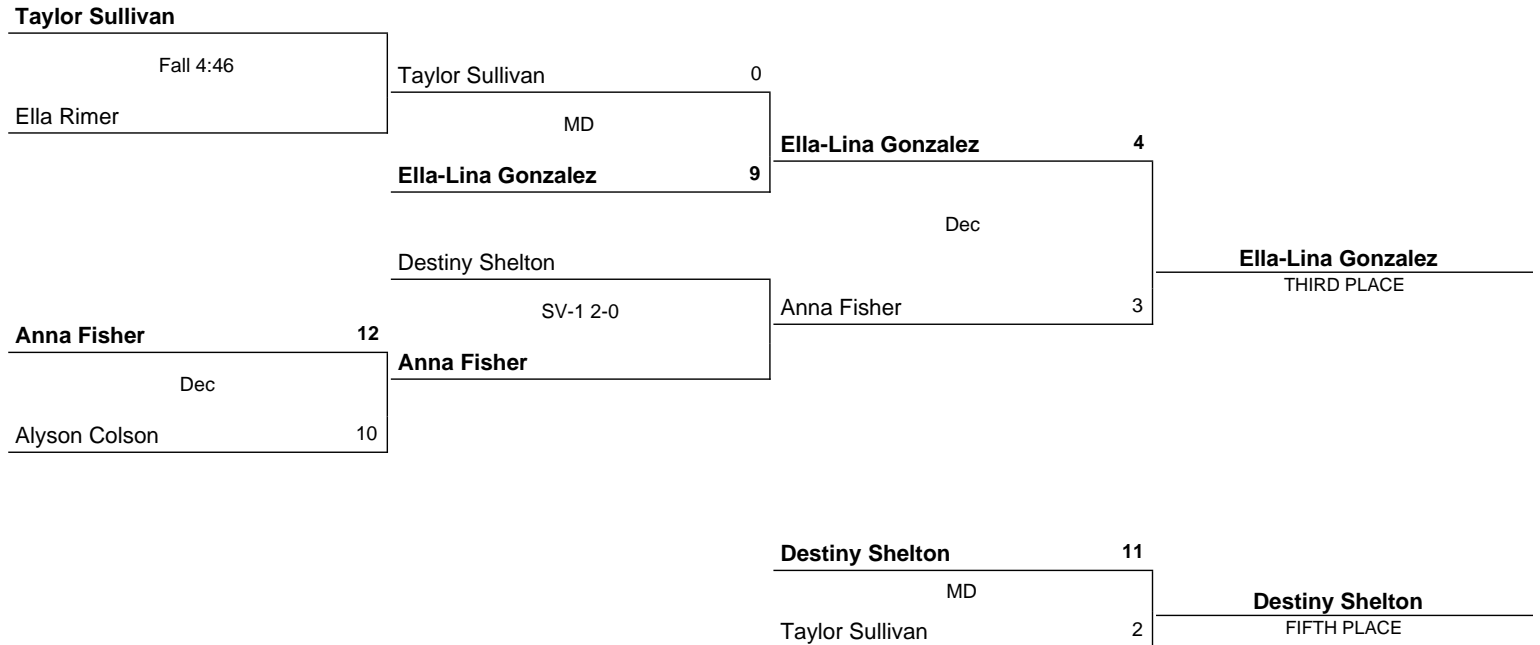 Taylor Sullivan
Fall 4:46
Ella Rimer
Taylor Sullivan 0
MD
Ella-Lina Gonzalez 9
Destiny Shelton
SV-1 2-0
Anna Fisher
Anna Fisher 12
Dec
Alyson Colson 10
Ella-Lina Gonzalez 4
Dec
Anna Fisher 3
Ella-Lina Gonzalez
THIRD PLACE
Destiny Shelton 11
MD
Taylor Sullivan 2
Destiny Shelton
FIFTH PLACE